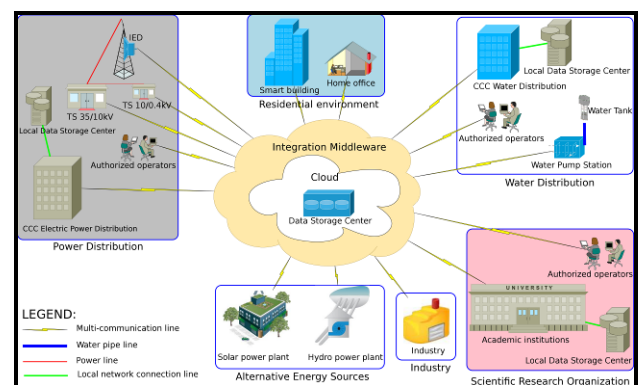 IED
TS 35/10kV
TS 10/0.4kV
Local Data Storage Center
Authorized operators
CCC Electric Power Distribution
Power Distribution
Smart building
Home office
Residential environment
CCC Water Distribution
Local Data Storage Center
Water Tank
Authorized operators
Water Pump Station
Water Distribution
Integration Middleware
Cloud
Data Storage Center
Authorized operators
UNIVERSITY
Academic institutions
Local Data Storage Center
Scientific Research Organization
Solar power plant
Hydro power plant
Alternative Energy Sources
Industry
Industry
LEGEND:
Multi-communication line
Water pipe line
Power line
Local network connection line